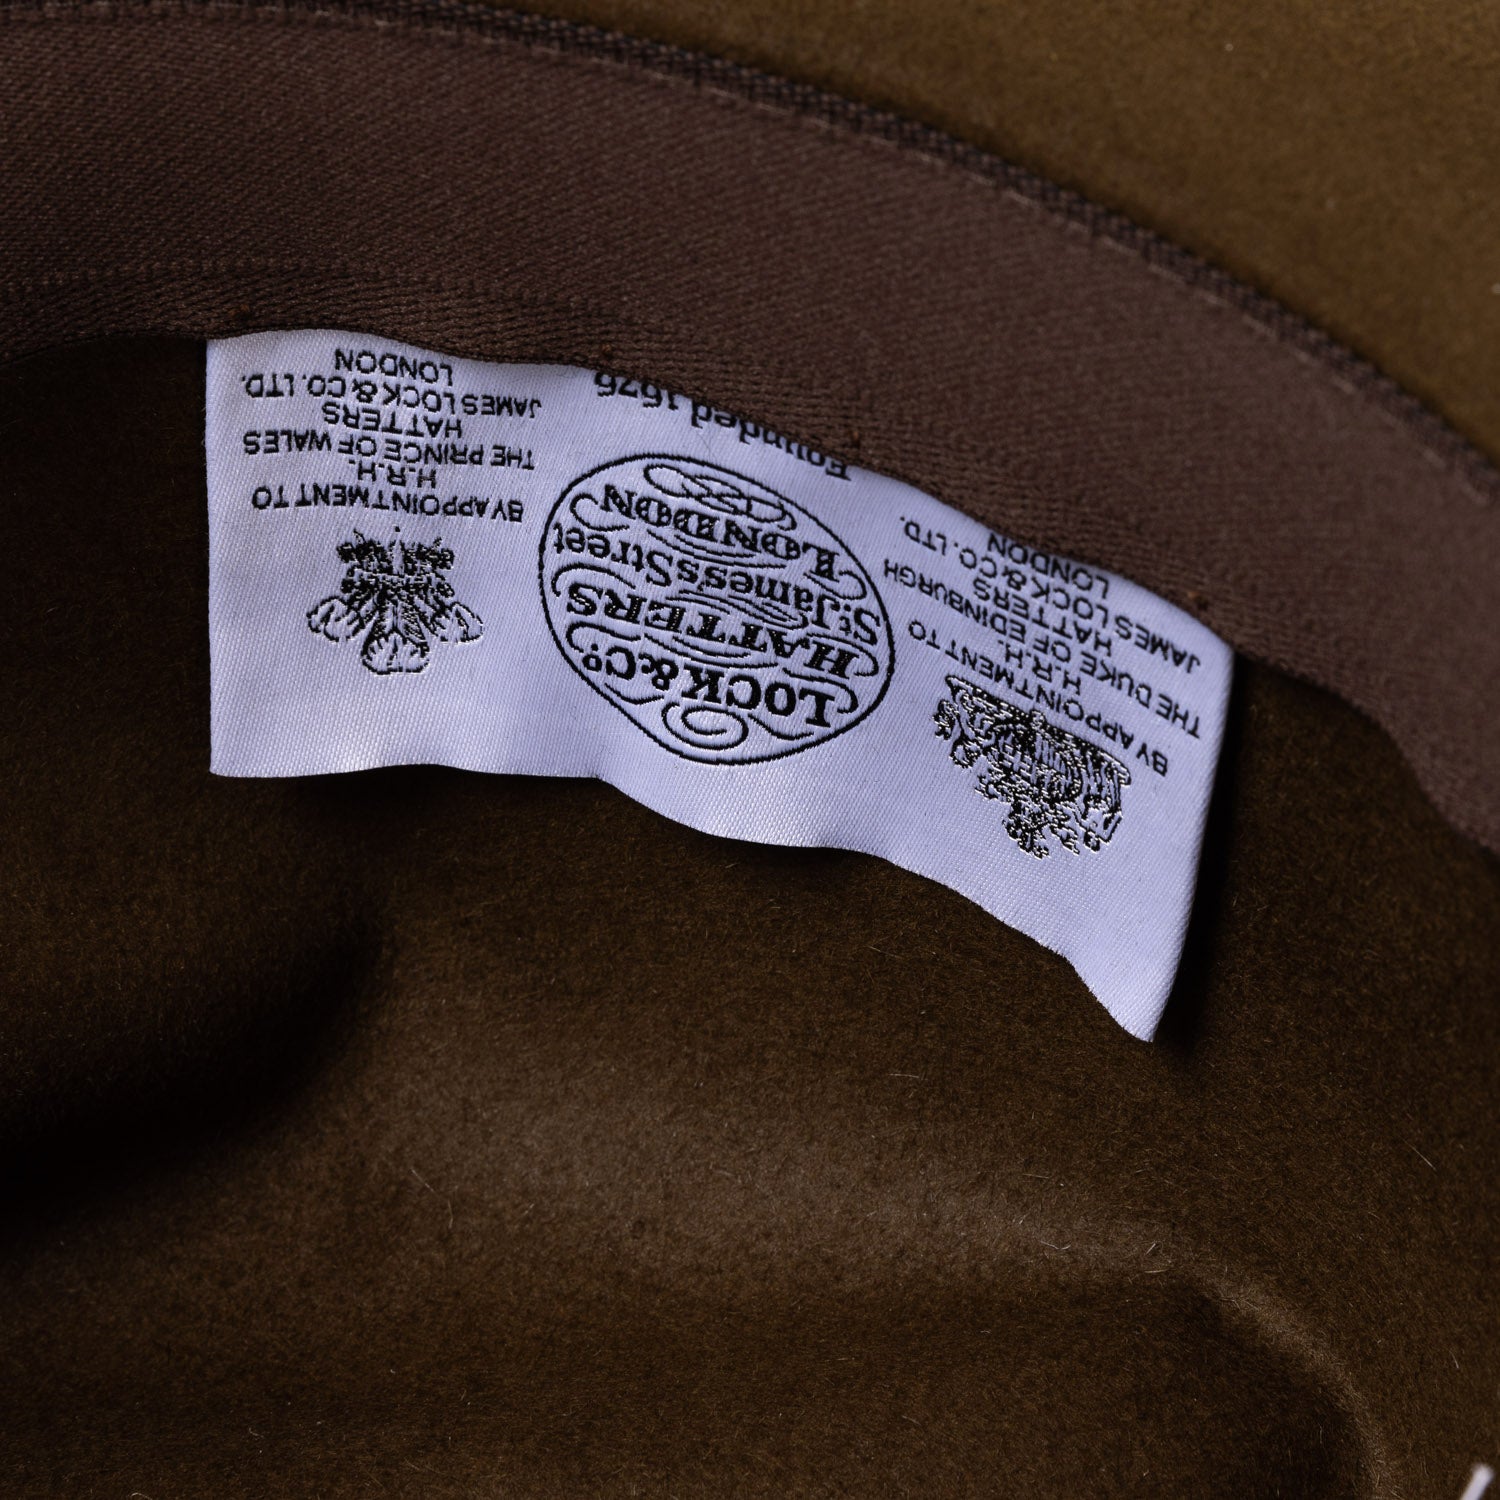 BY APPOINTMENT TO
H.R.H.
THE DUKE OF EDINBURGH
HATTERS
JAMES LOCK & CO. LTD.
LONDON
LOCK & Cº.
HATTERS
St. James's Street
LONDON
Founded 1676
BY APPOINTMENT TO
H.R.H.
THE PRINCE OF WALES
HATTERS
JAMES LOCK & CO. LTD.
LONDON